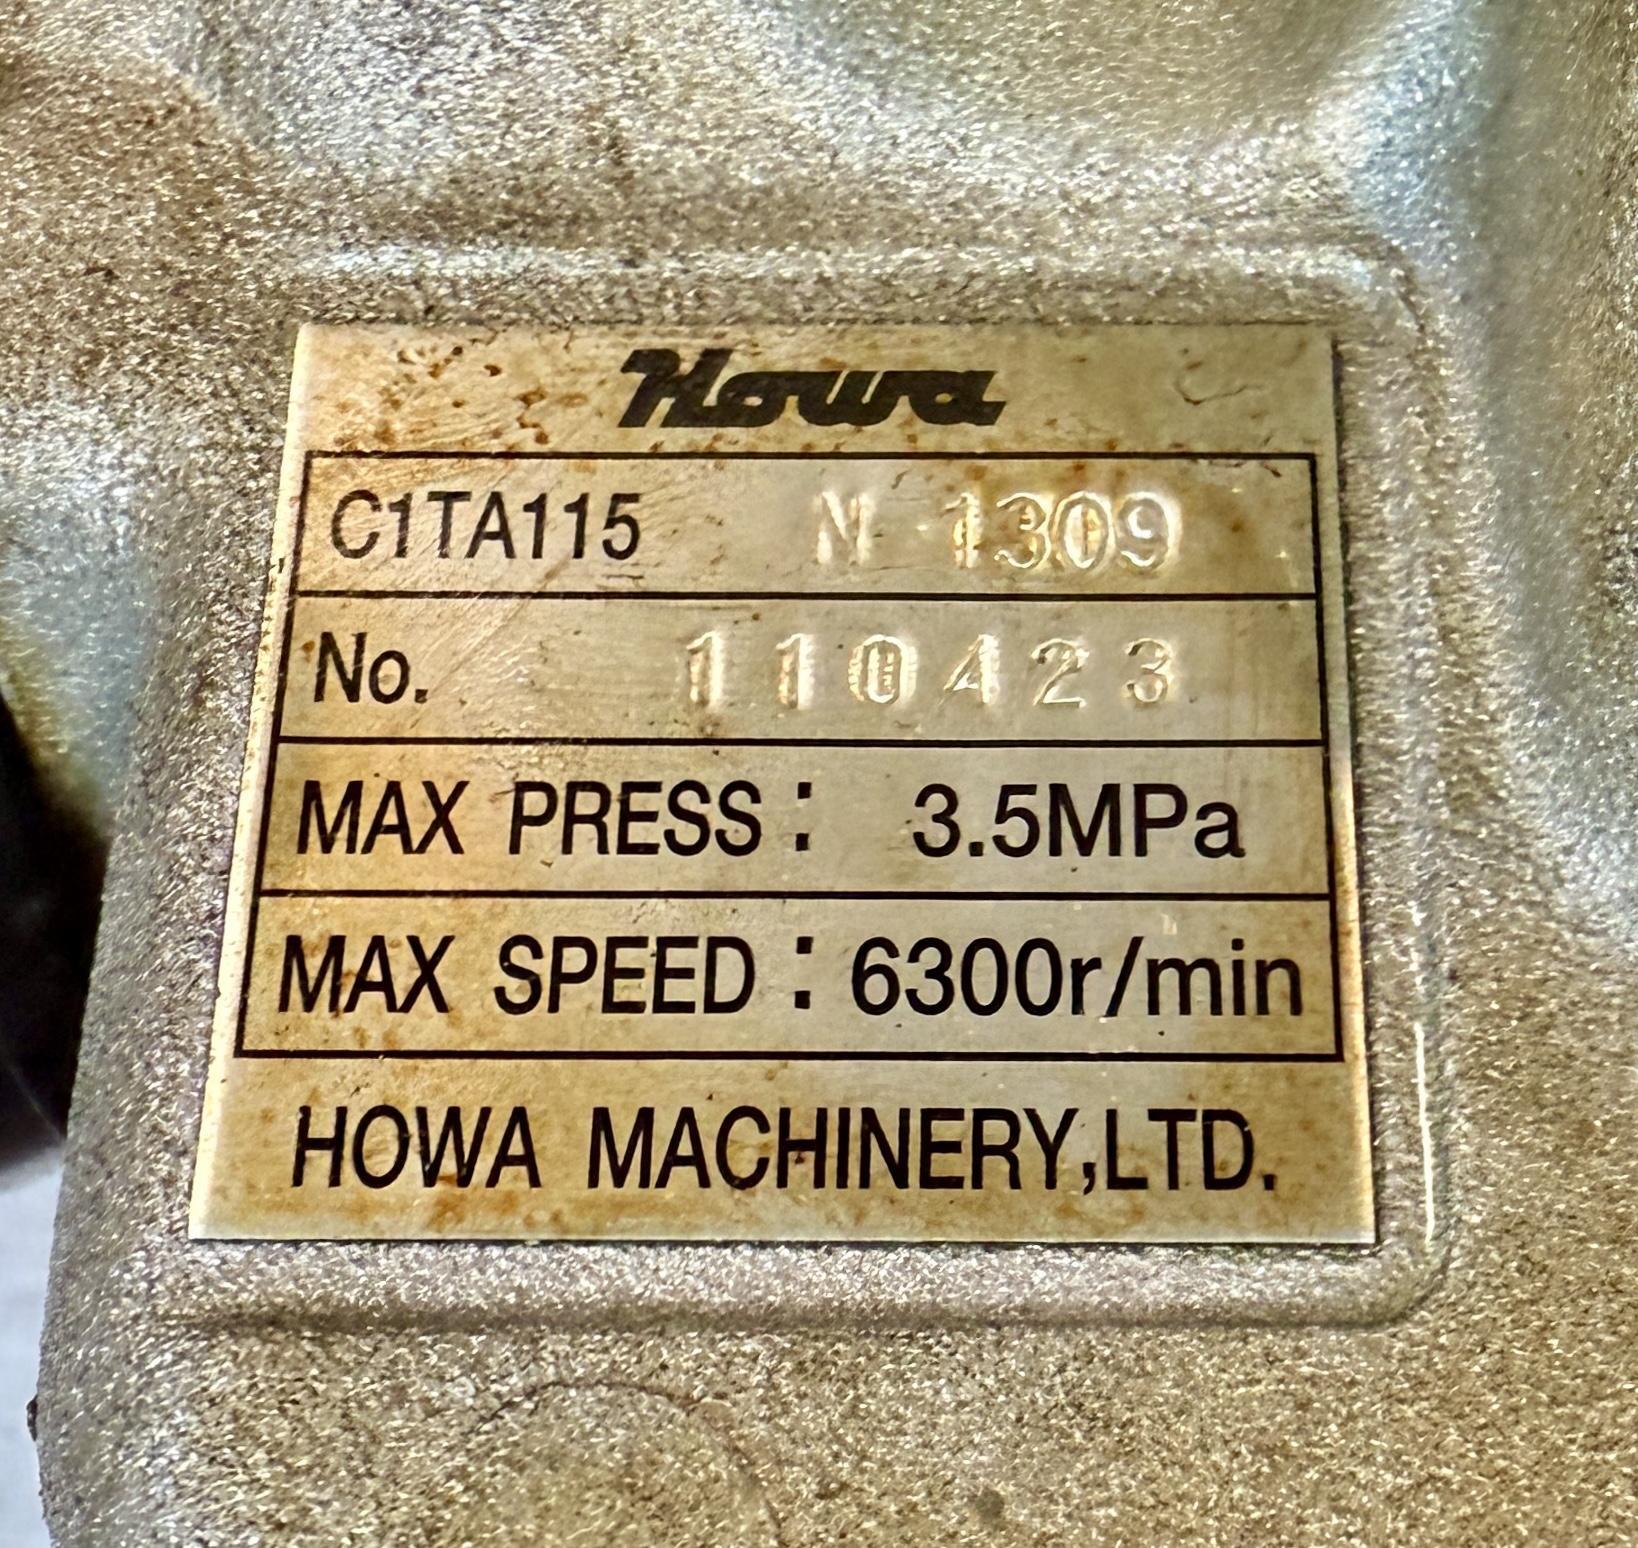 Howa
C1TA115 N 1309
No. 110423
MAX PRESS: 3.5MPa
MAX SPEED: 6300r/min
HOWA MACHINERY,LTD.